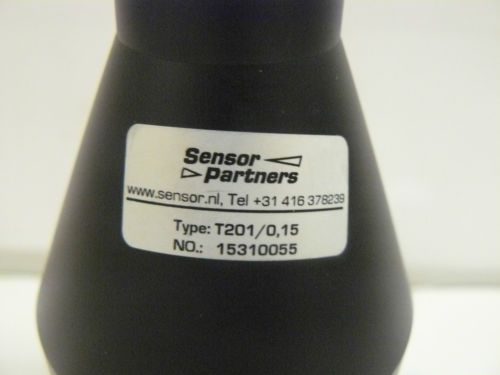 Sensor
Partners
www.sensor.nl, Tel +31 416 378239
Type: T201/0,15
NO.: 15310055